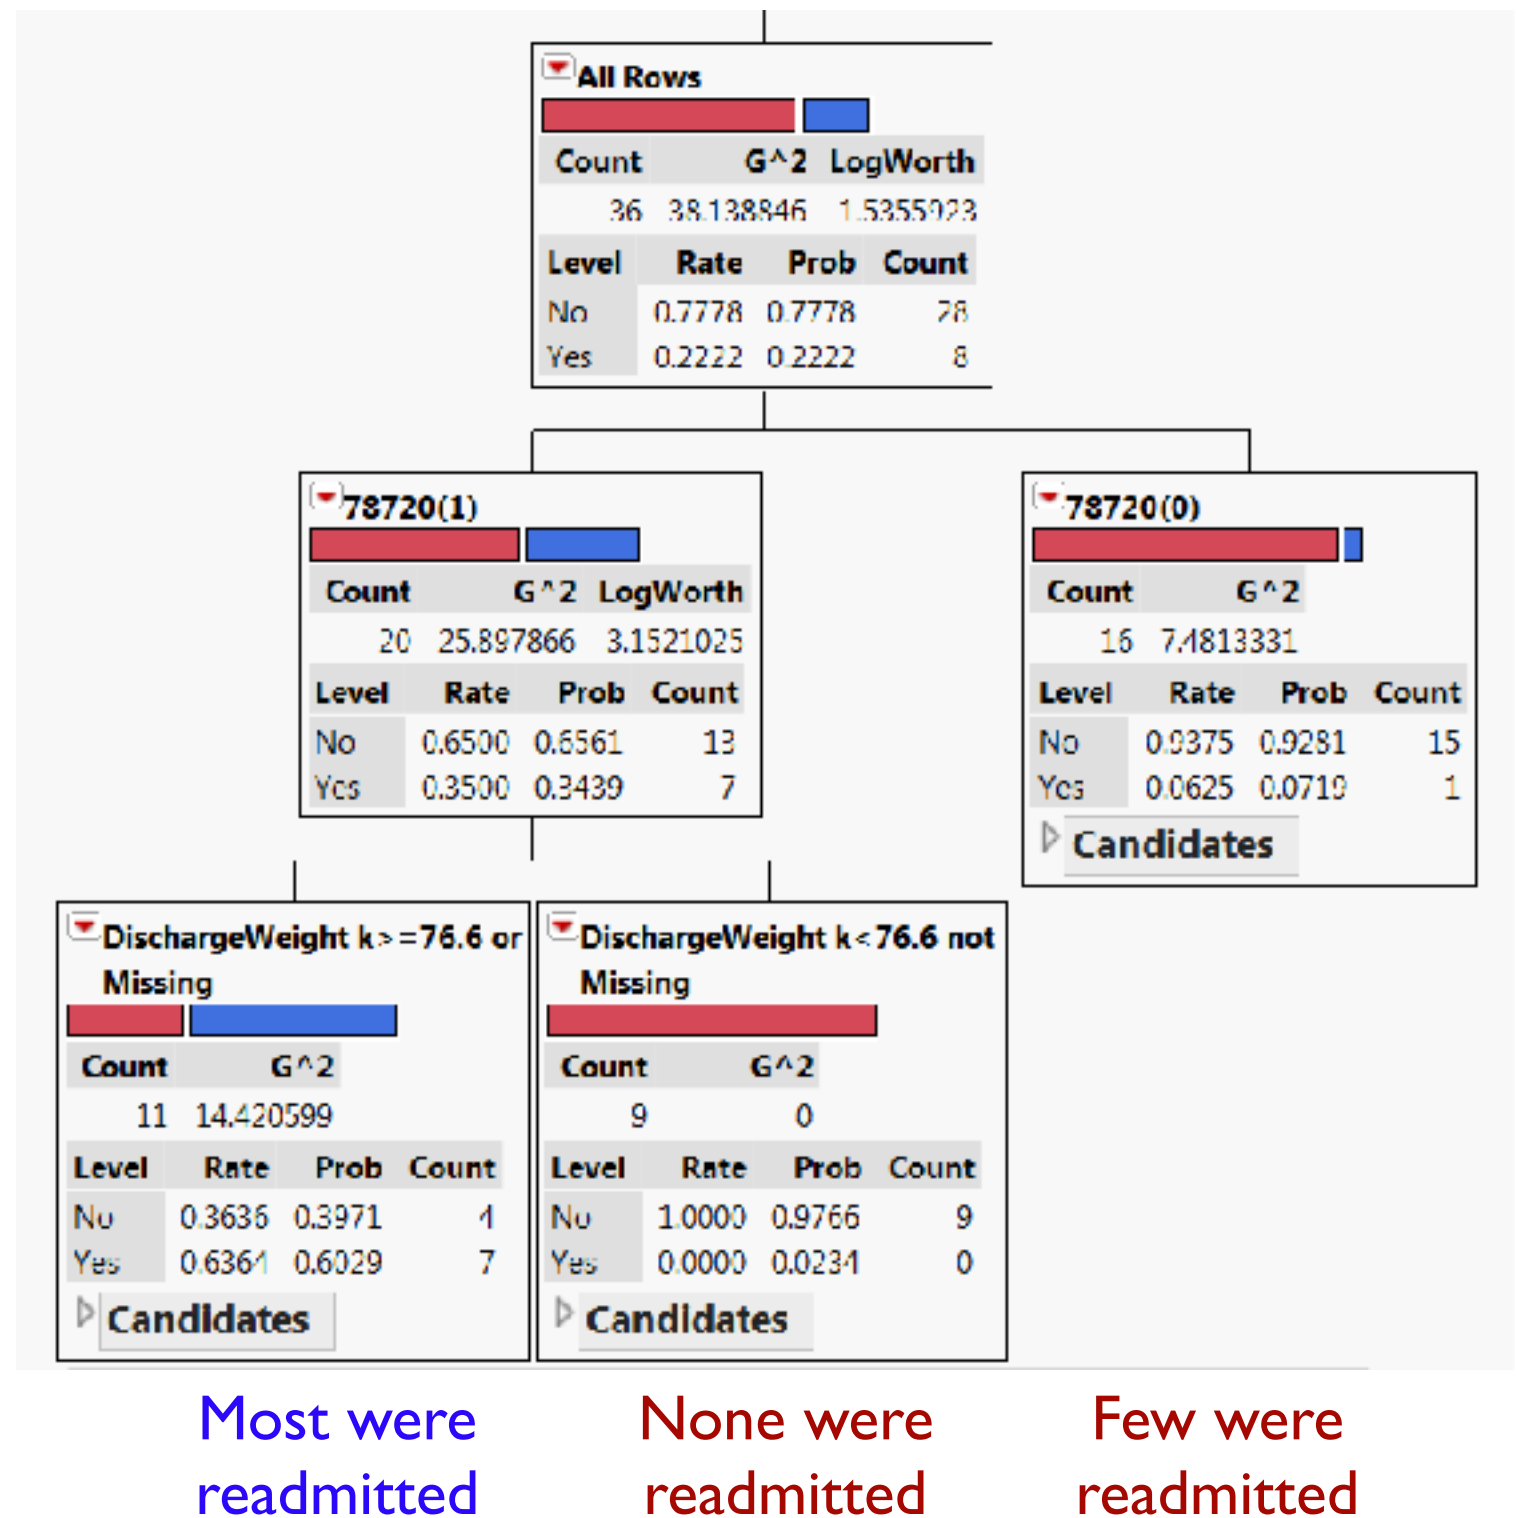 All Rows
Count G^2 LogWorth
36 38.138846 1.5355923
Level Rate Prob Count
No 0.7778 0.7778 28
Yes 0.2222 0.2222 8
78720(1)
Count G^2 LogWorth
20 25.897866 3.1521025
Level Rate Prob Count
No 0.6500 0.6561 13
Yes 0.3500 0.3439 7
78720(0)
Count G^2
16 7.4813331
Level Rate Prob Count
No 0.9375 0.9281 15
Yes 0.0625 0.0719 1
Candidates
DischargeWeight k>=76.6 or
Missing
Count G^2
11 14.420599
Level Rate Prob Count
No 0.3636 0.3971 4
Yes 0.6364 0.6029 7
Candidates
DischargeWeight k<76.6 not
Missing
Count G^2
9 0
Level Rate Prob Count
No 1.0000 0.9766 9
Yes 0.0000 0.0234 0
Candidates
Most were
readmitted
None were
readmitted
Few were
readmitted